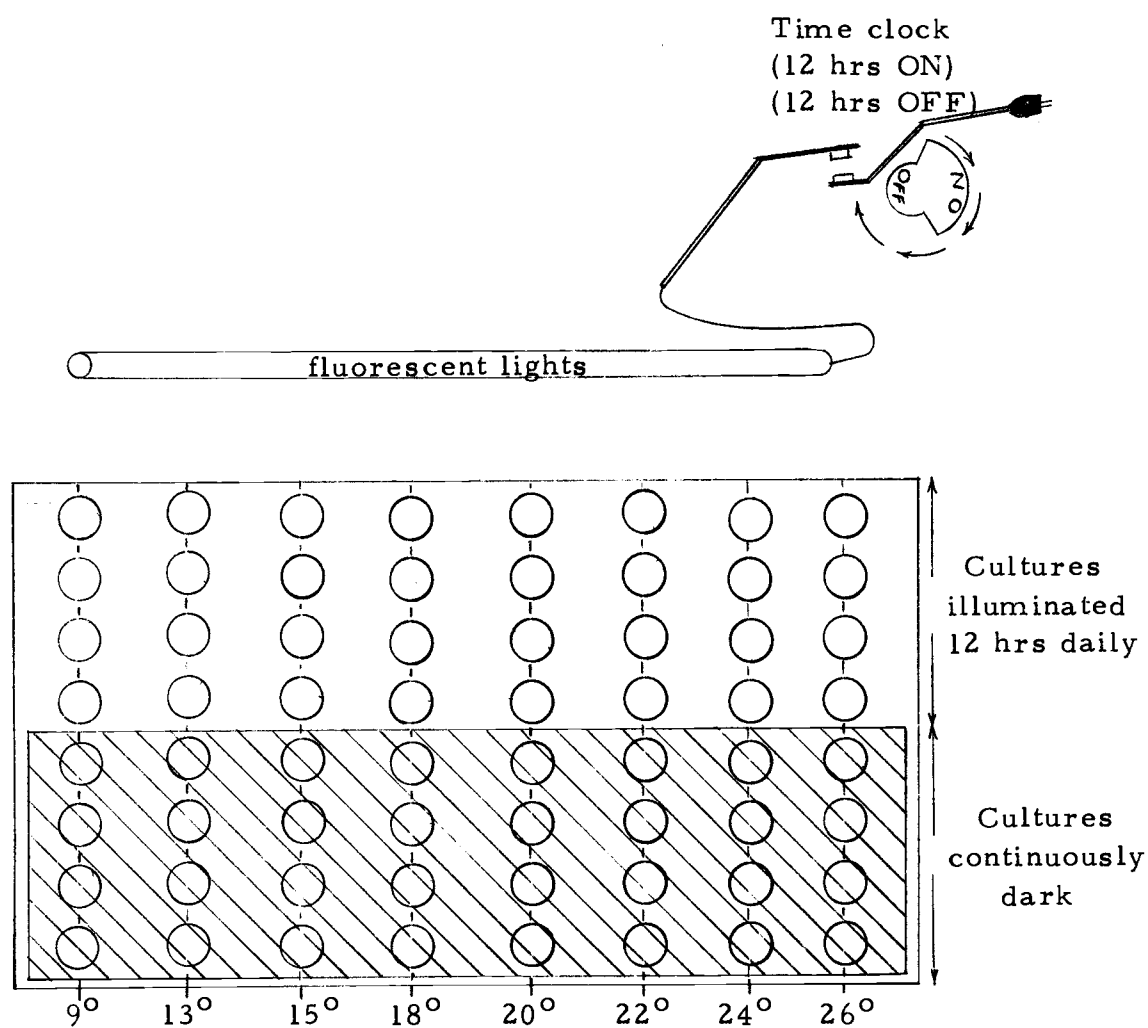 Time clock
(12 hrs ON)
(12 hrs OFF)
OFF
ON
fluorescent lights
Cultures
illuminated
12 hrs daily
Cultures
continuously
dark
9° 13° 15° 18° 20° 22° 24° 26°